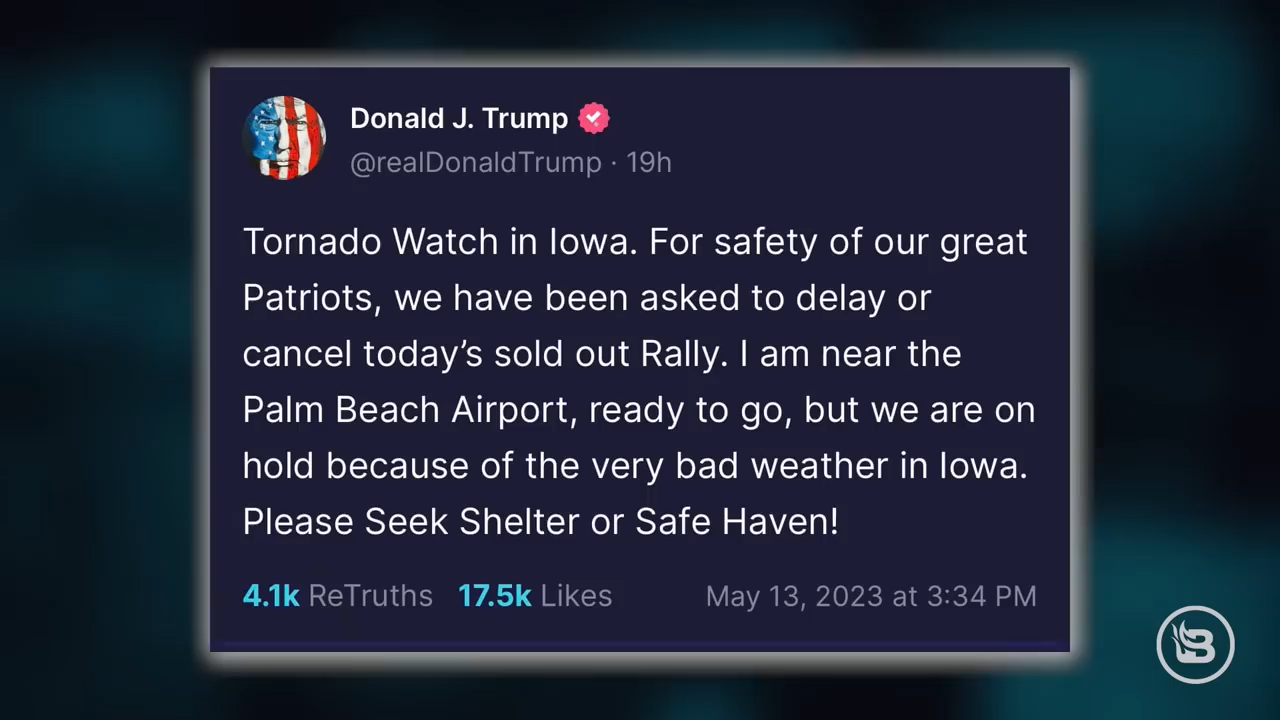 Donald J. Trump
@realDonaldTrump · 19h
Tornado Watch in Iowa. For safety of our great
Patriots, we have been asked to delay or
cancel today’s sold out Rally. I am near the
Palm Beach Airport, ready to go, but we are on
hold because of the very bad weather in Iowa.
Please Seek Shelter or Safe Haven!
4.1k ReTruths 17.5k Likes May 13, 2023 at 3:34 PM
B